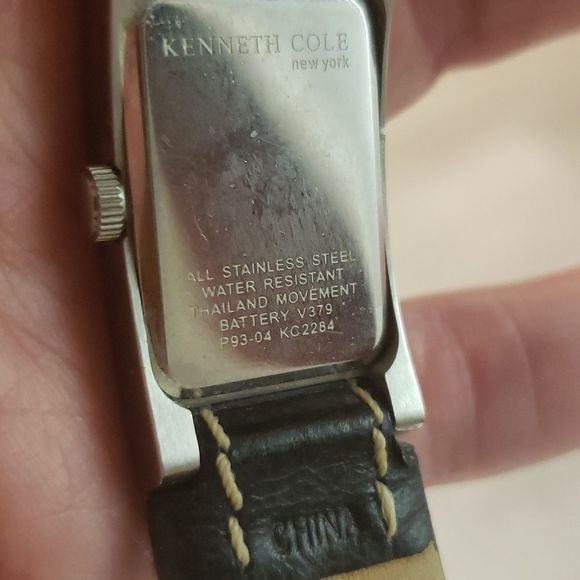 KENNETH COLE
new york
ALL STAINLESS STEEL
WATER RESISTANT
THAILAND MOVEMENT
BATTERY V379
P93-04 KC2284
CHINA